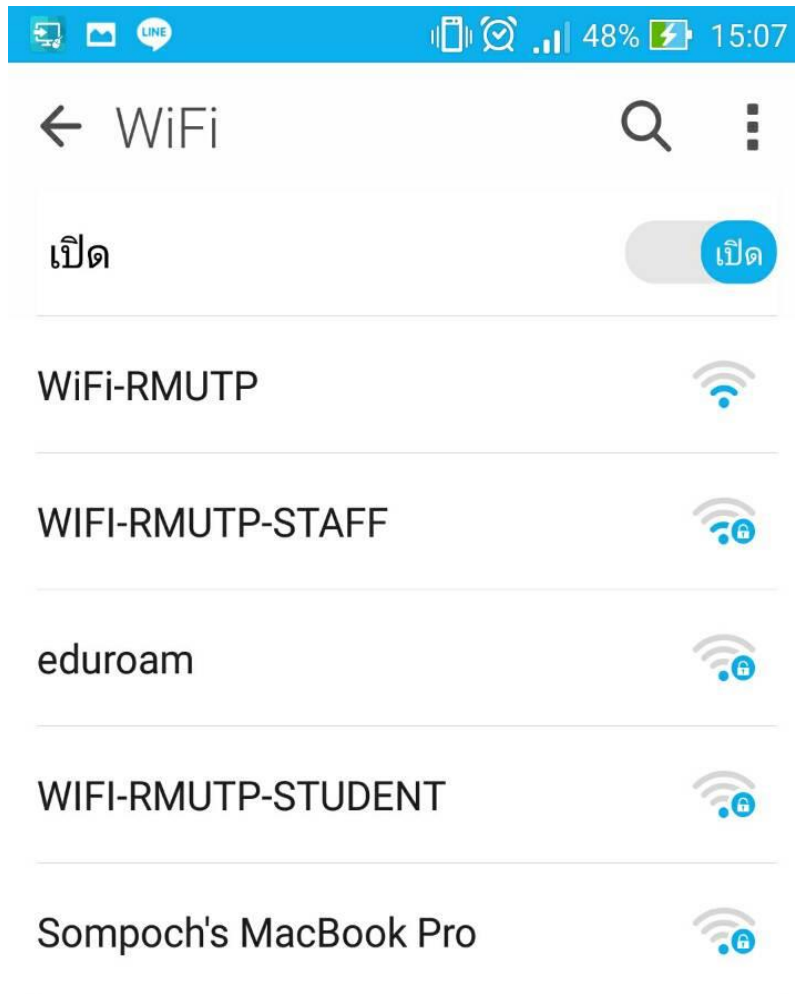 LINE 48% 15:07
WiFi
เปิด เปิด
WiFi-RMUTP
WIFI-RMUTP-STAFF
eduroam
WIFI-RMUTP-STUDENT
Sompoch's MacBook Pro